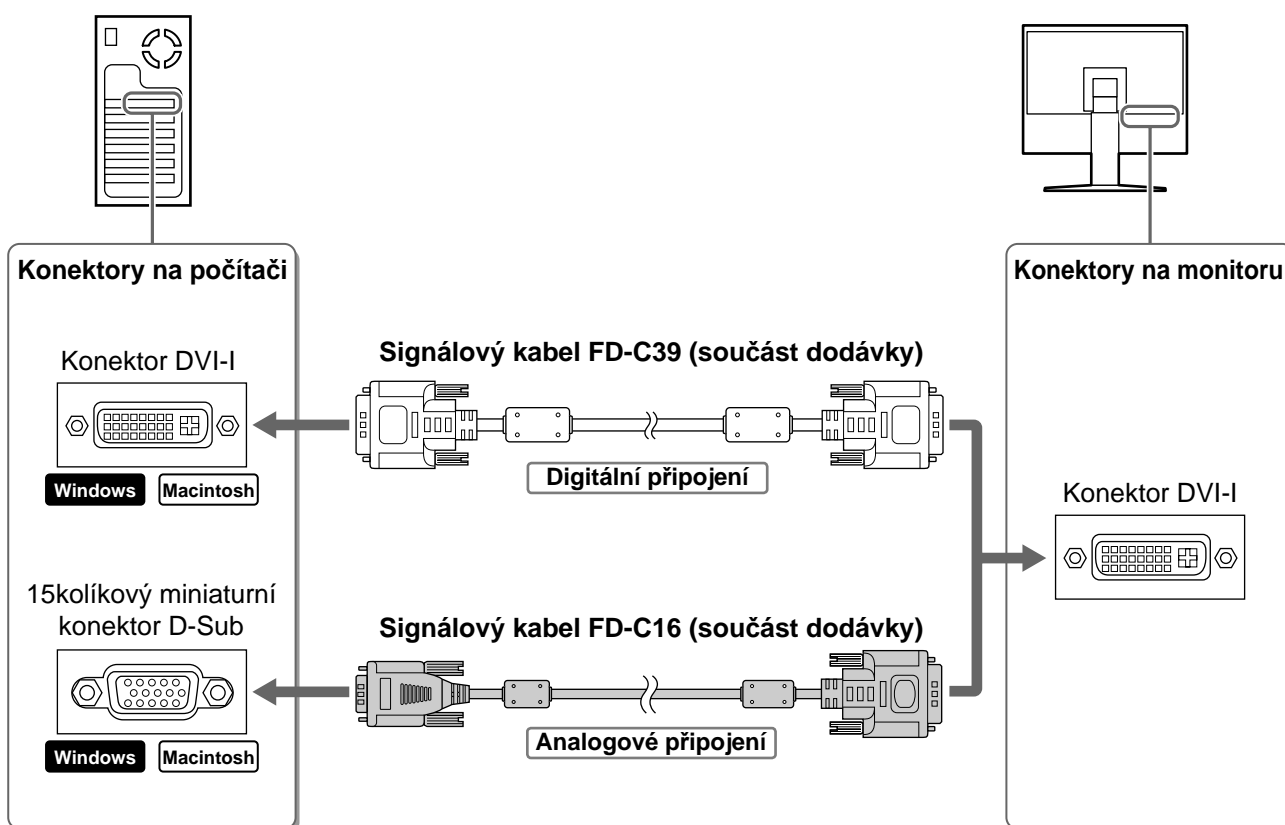 Konektory na počítači
Konektory na monitoru
Konektor DVI-I
Windows
Macintosh
Signálový kabel FD-C39 (součást dodávky)
Digitální připojení
Konektor DVI-I
15kolíkový miniaturní
konektor D-Sub
Windows
Macintosh
Signálový kabel FD-C16 (součást dodávky)
Analogové připojení